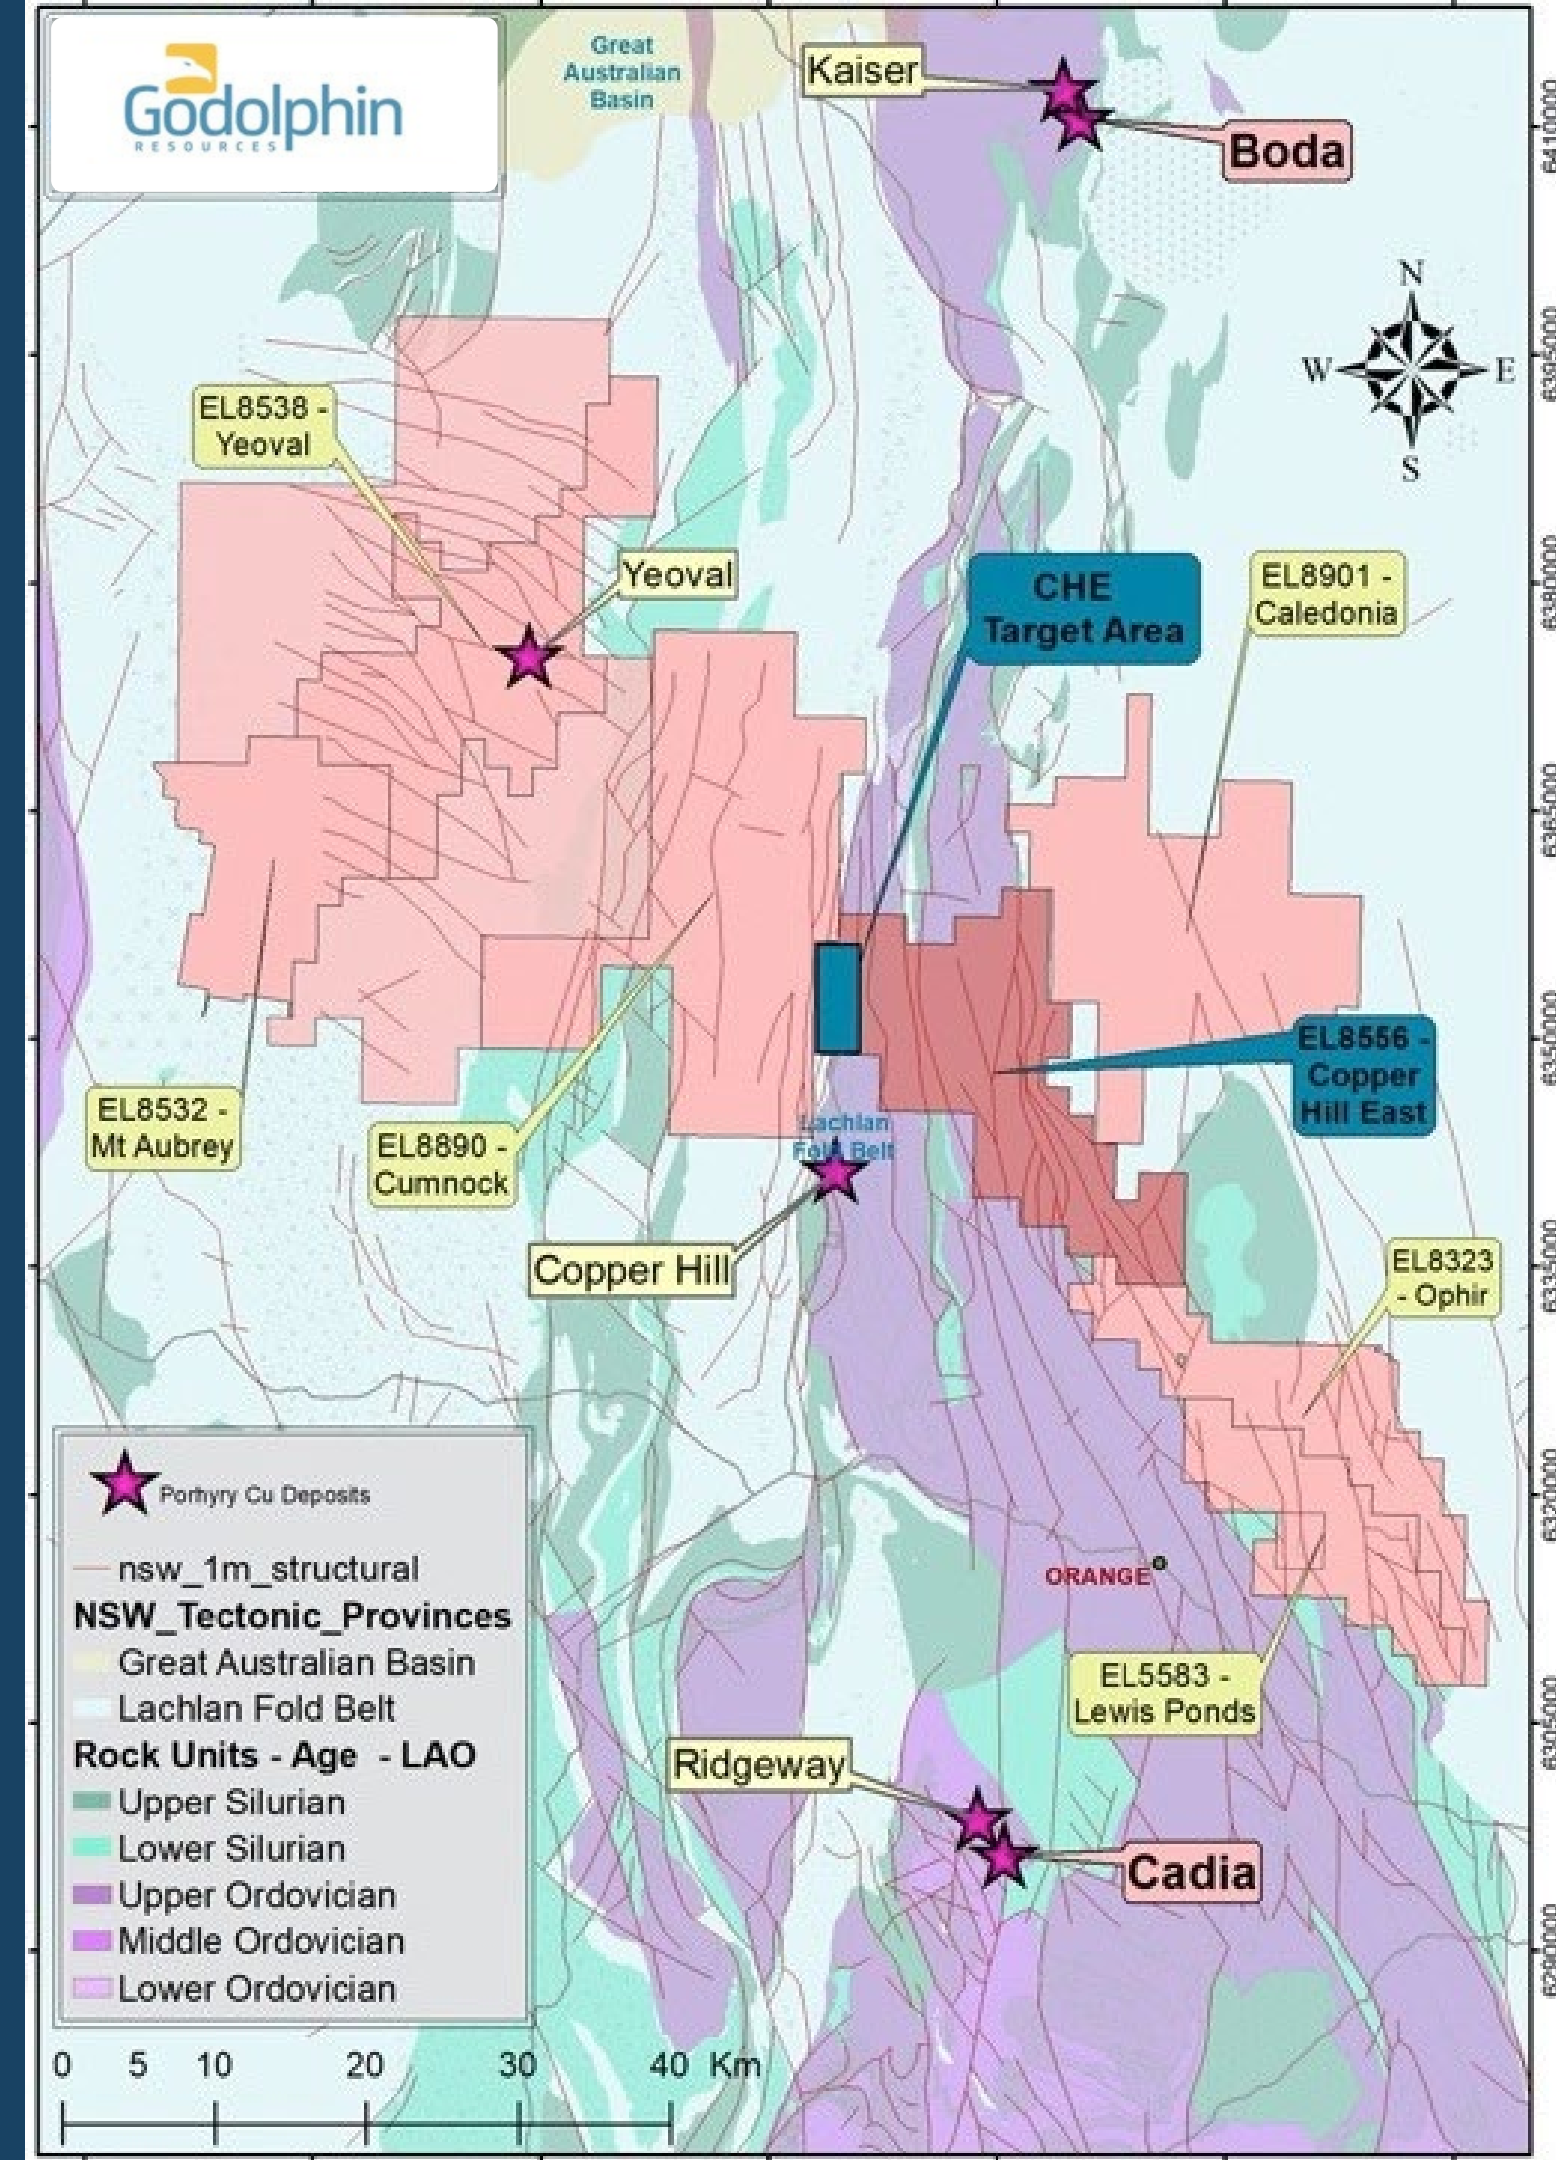 Godolphin
RESOURCES
Great
Australian
Basin
Kaiser
Boda
N
W
E
S
EL8538 -
Yeoval
Yeoval
CHE
Target Area
EL8901 -
Caledonia
EL8556 -
Copper
Hill East
EL8532 -
Mt Aubrey
EL8890 -
Cumnock
Lachlan
Fold Belt
Copper Hill
EL8323
- Ophir
ORANGE
EL5583 -
Lewis Ponds
Ridgeway
Cadia
Porhyry Cu Deposits
nsw_1m_structural
NSW_Tectonic_Provinces
Great Australian Basin
Lachlan Fold Belt
Rock Units - Age - LAO
Upper Silurian
Lower Silurian
Upper Ordovician
Middle Ordovician
Lower Ordovician
0 5 10 20 30 40 Km
6410000
6395000
6380000
6365000
6350000
6335000
6320000
6305000
6290000